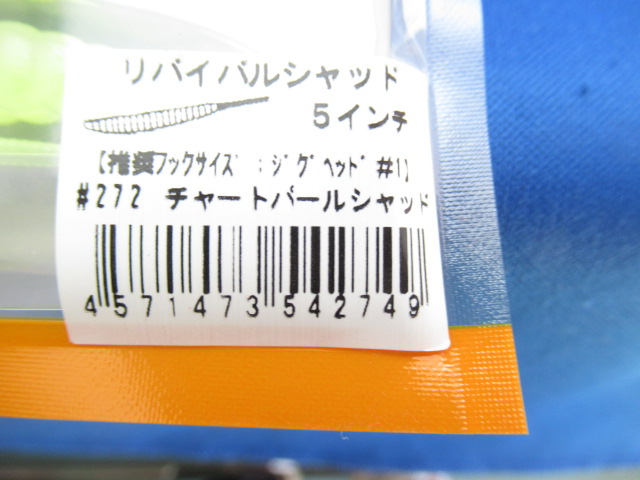 リバイバルシャッド
5インチ
【推奨フックサイズ:ジグヘッド#1】
#272 チャートパールシャッド
4571473542749